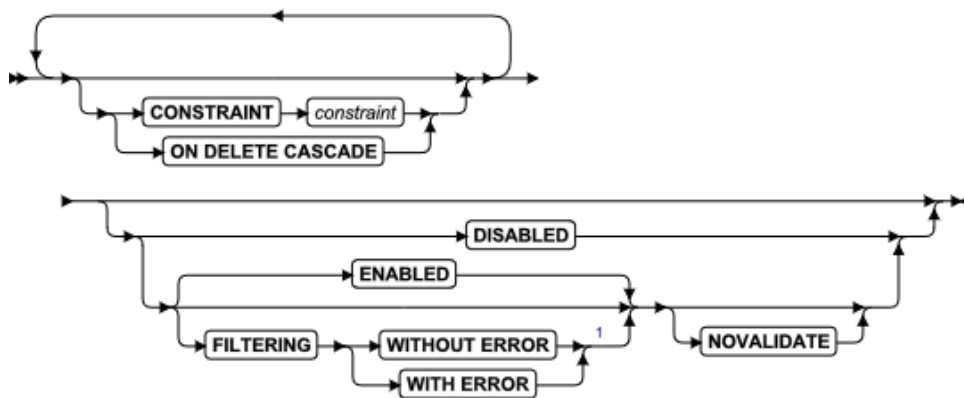 CONSTRAINT constraint
ON DELETE CASCADE
DISABLED
ENABLED
FILTERING WITHOUT ERROR 1 NOVALIDATE
WITH ERROR